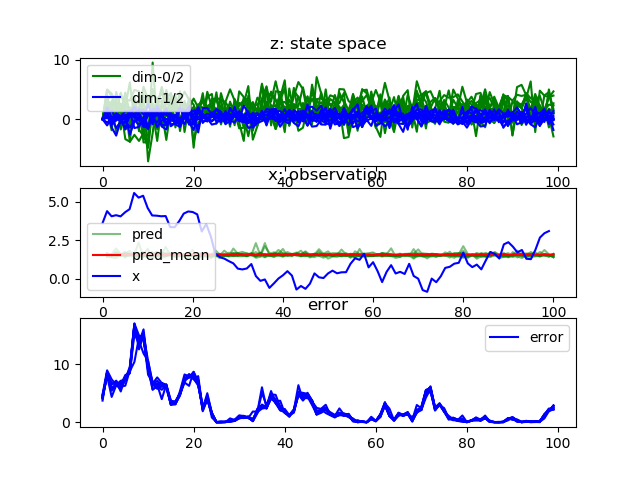 z: state space
10
0
dim-0/2
dim-1/2
0 20 40 60 80 100
x: observation
5.0
2.5
0.0
pred
pred_mean
x
0 20 40 60 80 100
error
10
0
error
0 20 40 60 80 100